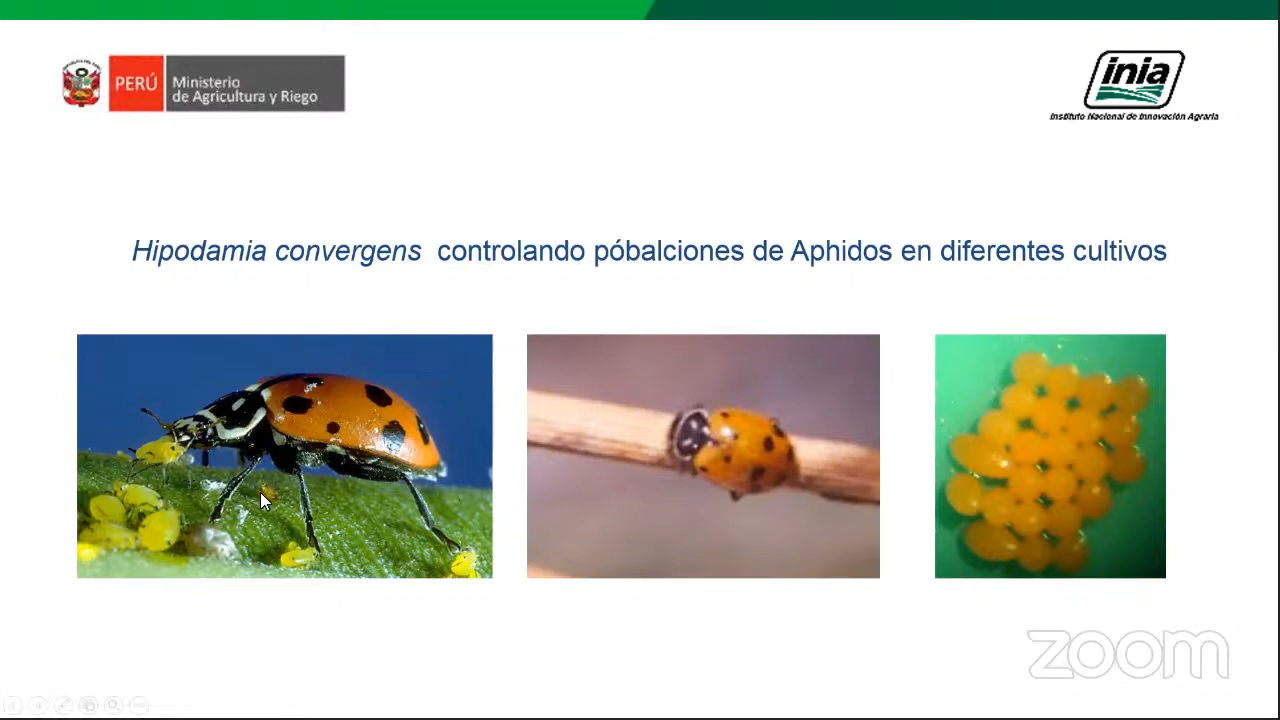 PERÚ
Ministerio
de Agricultura y Riego
inia
Instituto Nacional de Innovación Agraria
Hipodamia convergens controlando póbalciones de Aphidos en diferentes cultivos
zoom